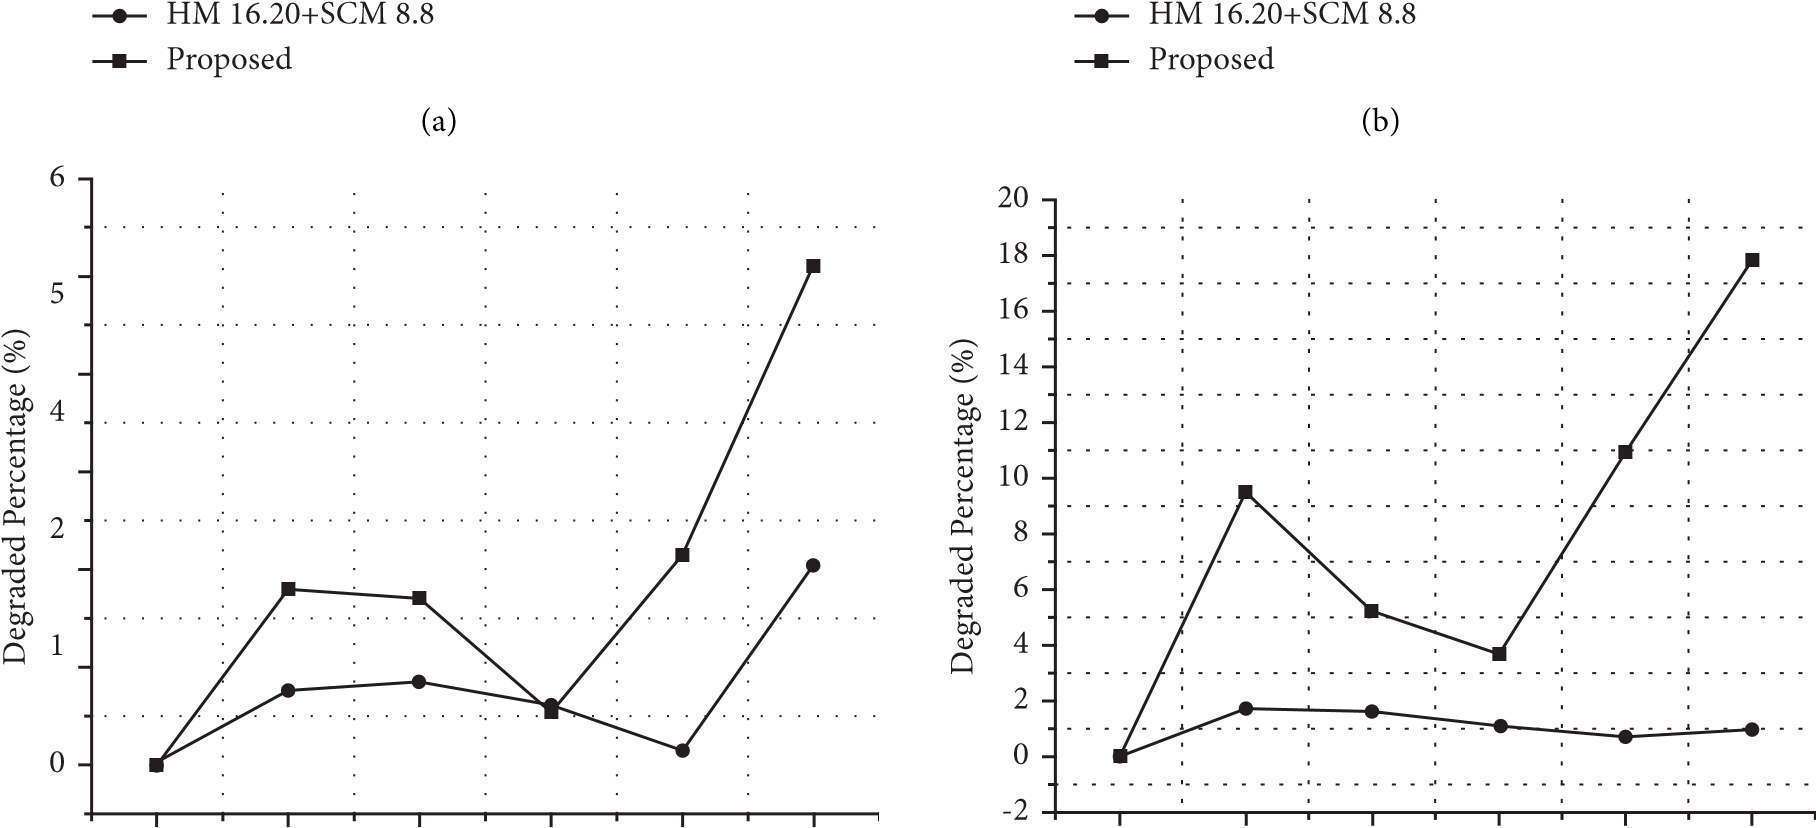 HM 16.20+SCM 8.8
Proposed
(a)
6
5
4
2
1
0
Degraded Percentage (%)
HM 16.20+SCM 8.8
Proposed
(b)
20
18
16
14
12
10
8
6
4
2
0
-2
Degraded Percentage (%)